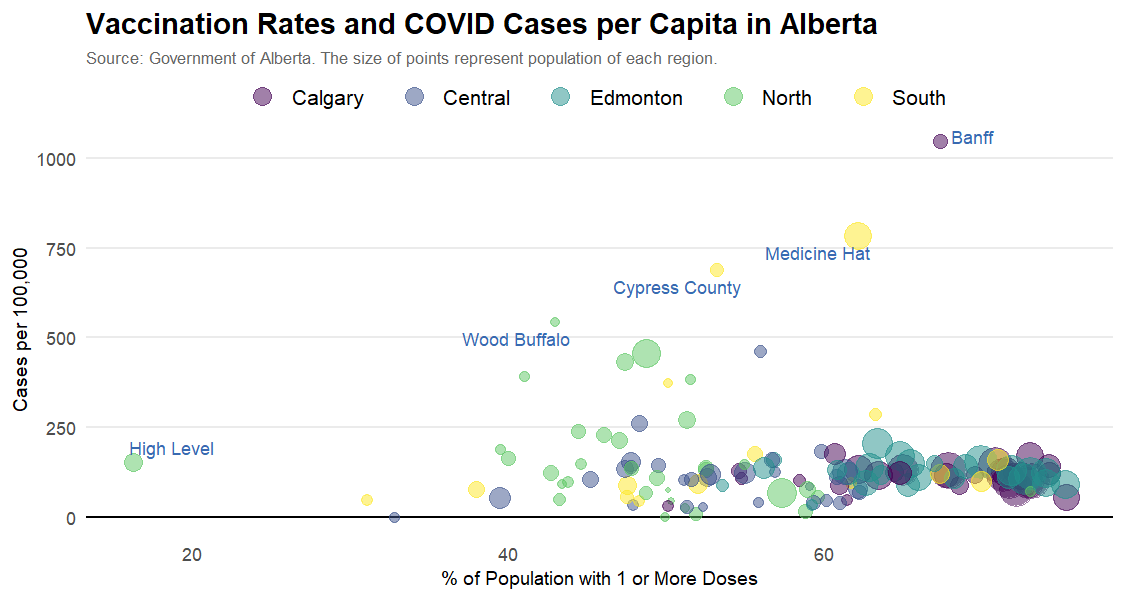 Vaccination Rates and COVID Cases per Capita in Alberta
Source: Government of Alberta. The size of points represent population of each region.
Calgary Central Edmonton North South
Banff
1000
Medicine Hat
750
Cypress County
Wood Buffalo
500
High Level
250
0
Cases per 100,000
20 40 60
% of Population with 1 or More Doses